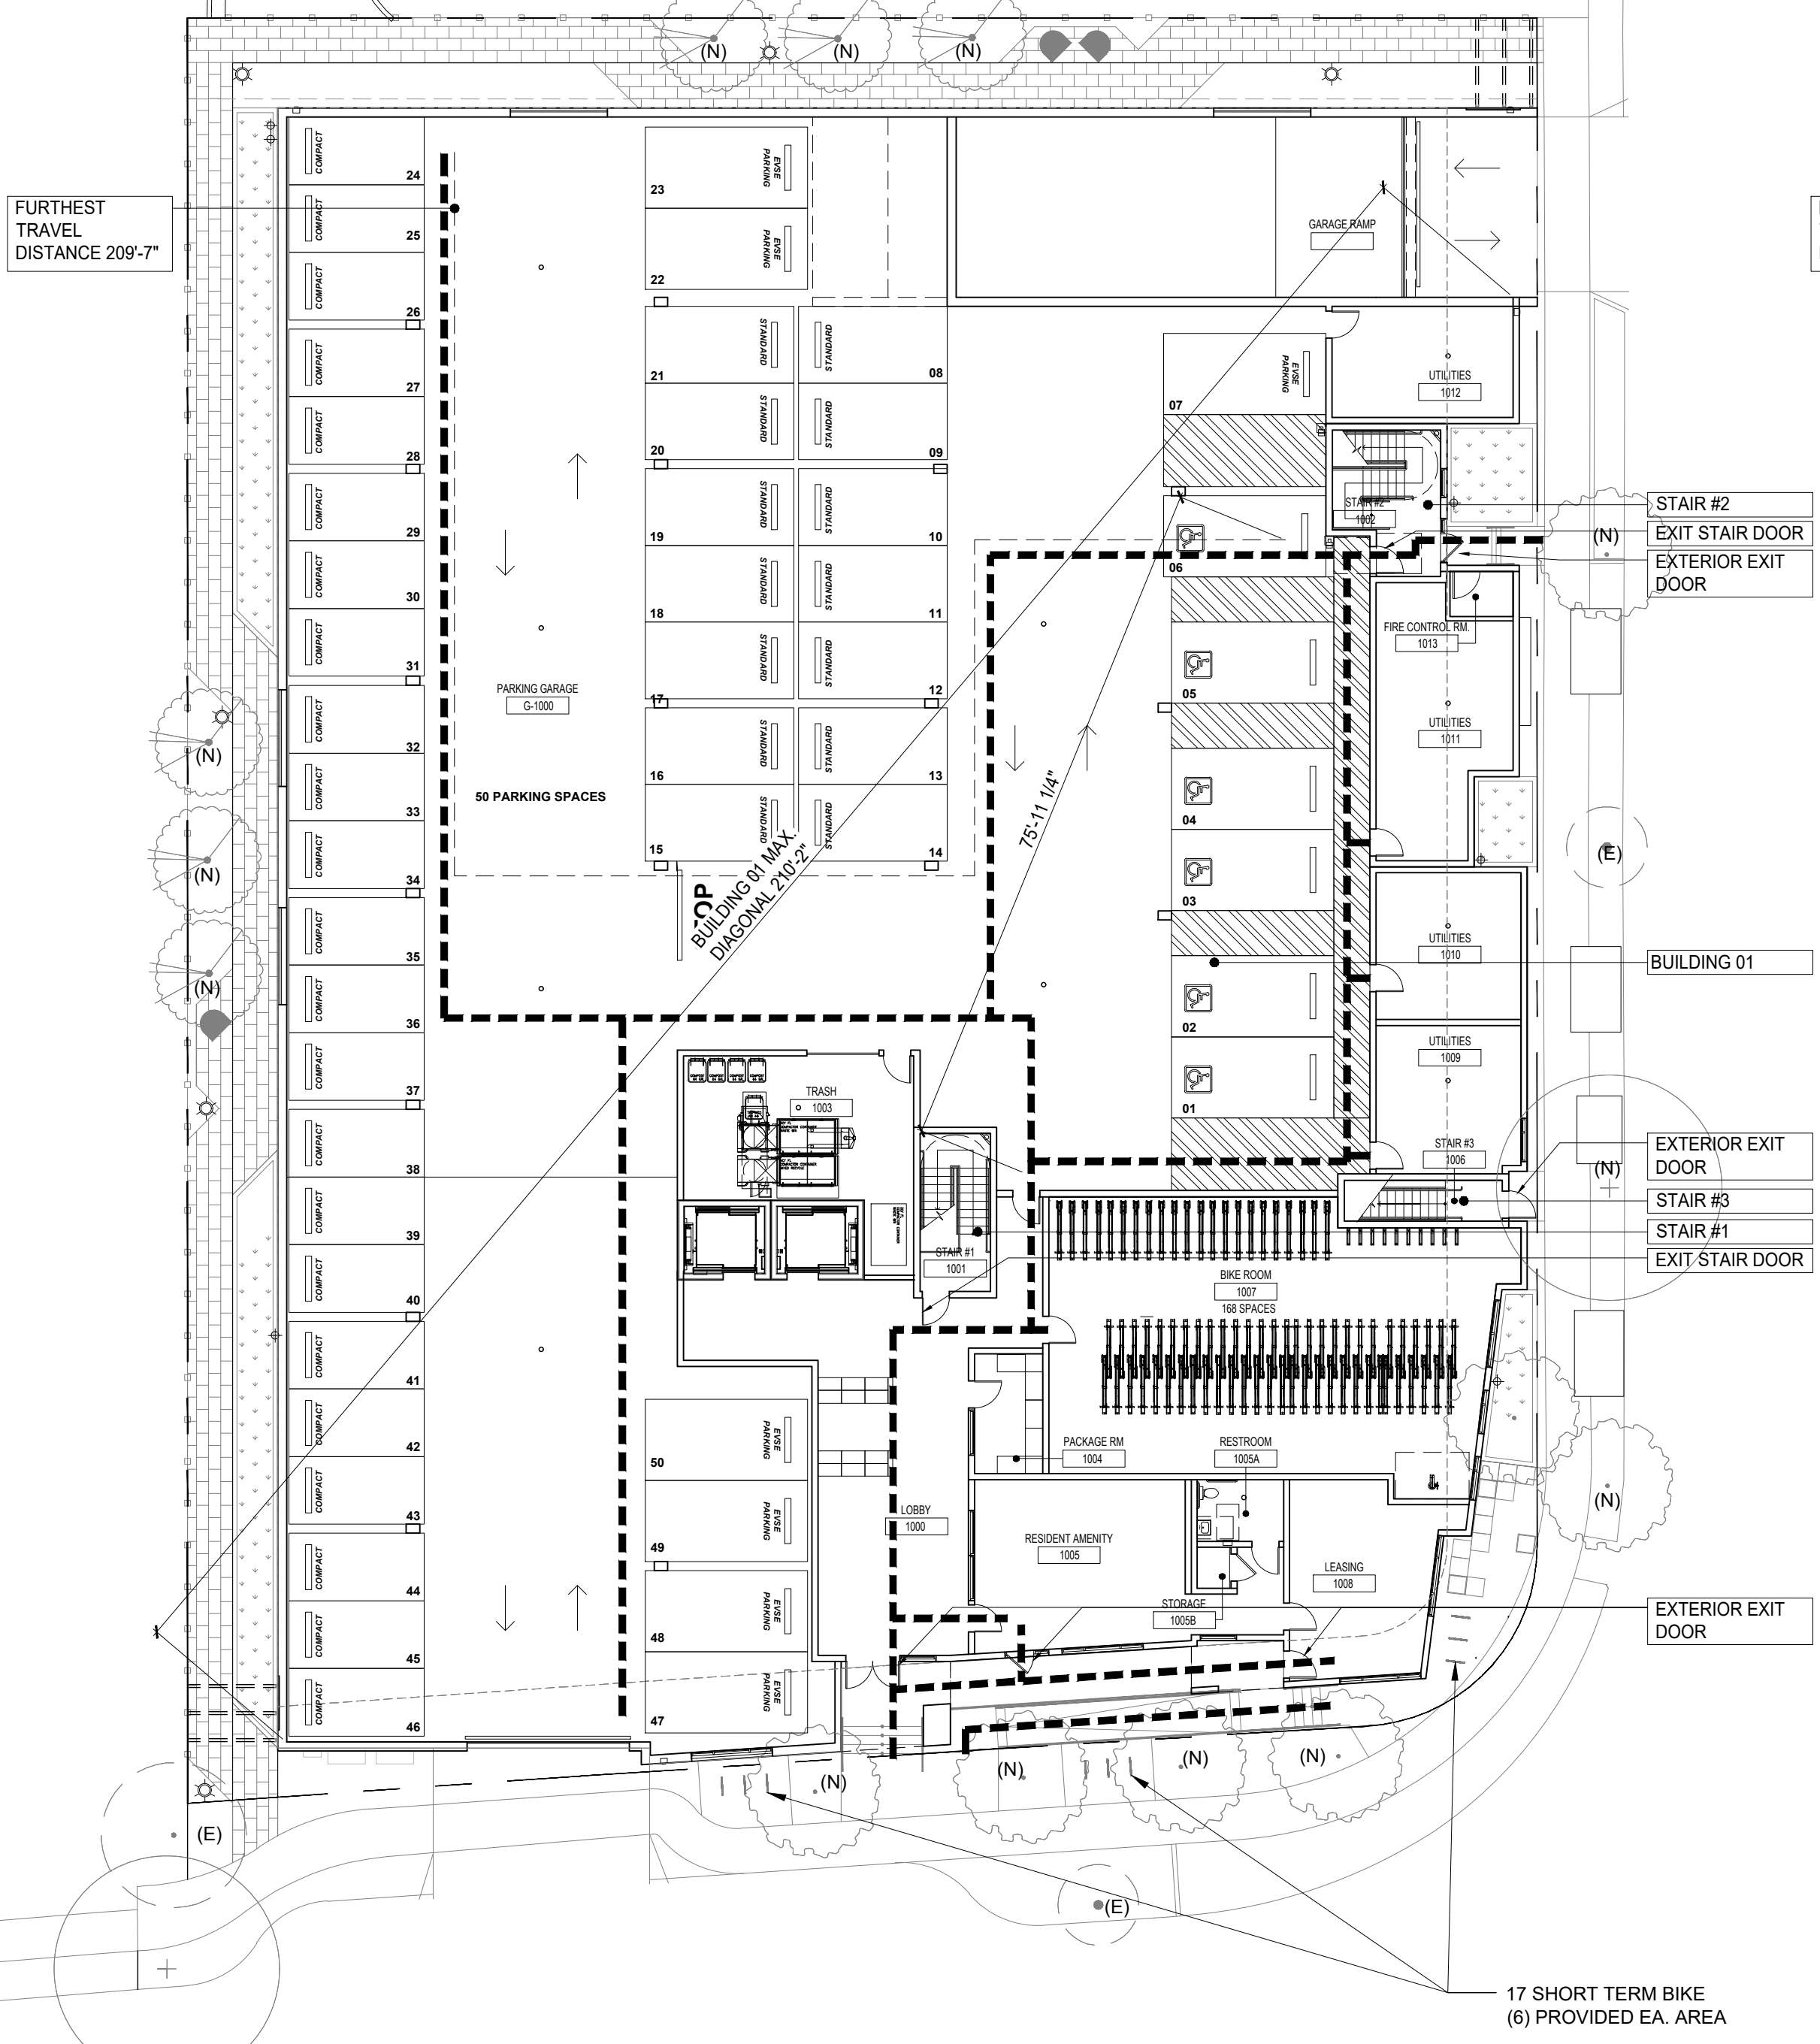 (N)
(N)
(N)
FURTHEST
TRAVEL
DISTANCE 209'-7"
COMPACT
24
COMPACT
25
COMPACT
26
COMPACT
27
COMPACT
28
COMPACT
29
COMPACT
30
COMPACT
31
COMPACT
32
COMPACT
33
COMPACT
34
COMPACT
35
COMPACT
36
COMPACT
37
COMPACT
38
COMPACT
39
COMPACT
40
COMPACT
41
COMPACT
42
COMPACT
43
COMPACT
44
COMPACT
45
COMPACT
46
(N)
(N)
(N)
(E)
PARKING GARAGE
G-1000
50 PARKING SPACES
EVSE
PARKING
23
EVSE
PARKING
22
STANDARD
21
STANDARD
20
STANDARD
19
STANDARD
18
STANDARD
17
STANDARD
16
STANDARD
15
STANDARD
08
STANDARD
09
STANDARD
10
STANDARD
11
STANDARD
12
STANDARD
13
STANDARD
14
BUILDING 01 MAX.
DIAGONAL 210'-2"
75'-11 1/4"
GARAGE RAMP
EVSE
PARKING
07
06
05
04
03
02
01
UTILITIES
1012
STAIR #2
1002
FIRE CONTROL RM.
1013
UTILITIES
1011
UTILITIES
1010
UTILITIES
1009
STAIR #3
1006
STAIR #2
EXIT STAIR DOOR
EXTERIOR EXIT
DOOR
(N)
(E)
BUILDING 01
EXTERIOR EXIT
DOOR
(N)
STAIR #3
STAIR #1
EXIT STAIR DOOR
TRASH
1003
STAIR #1
1001
BIKE ROOM
1007
168 SPACES
PACKAGE RM
1004
RESTROOM
1005A
LOBBY
1000
RESIDENT AMENITY
1005
LEASING
1008
STORAGE
1005B
(N)
EXTERIOR EXIT
DOOR
EVSE
PARKING
50
EVSE
PARKING
49
EVSE
PARKING
48
EVSE
PARKING
47
(N)
(N)
(N)
(N)
(E)
17 SHORT TERM BIKE
(6) PROVIDED EA. AREA